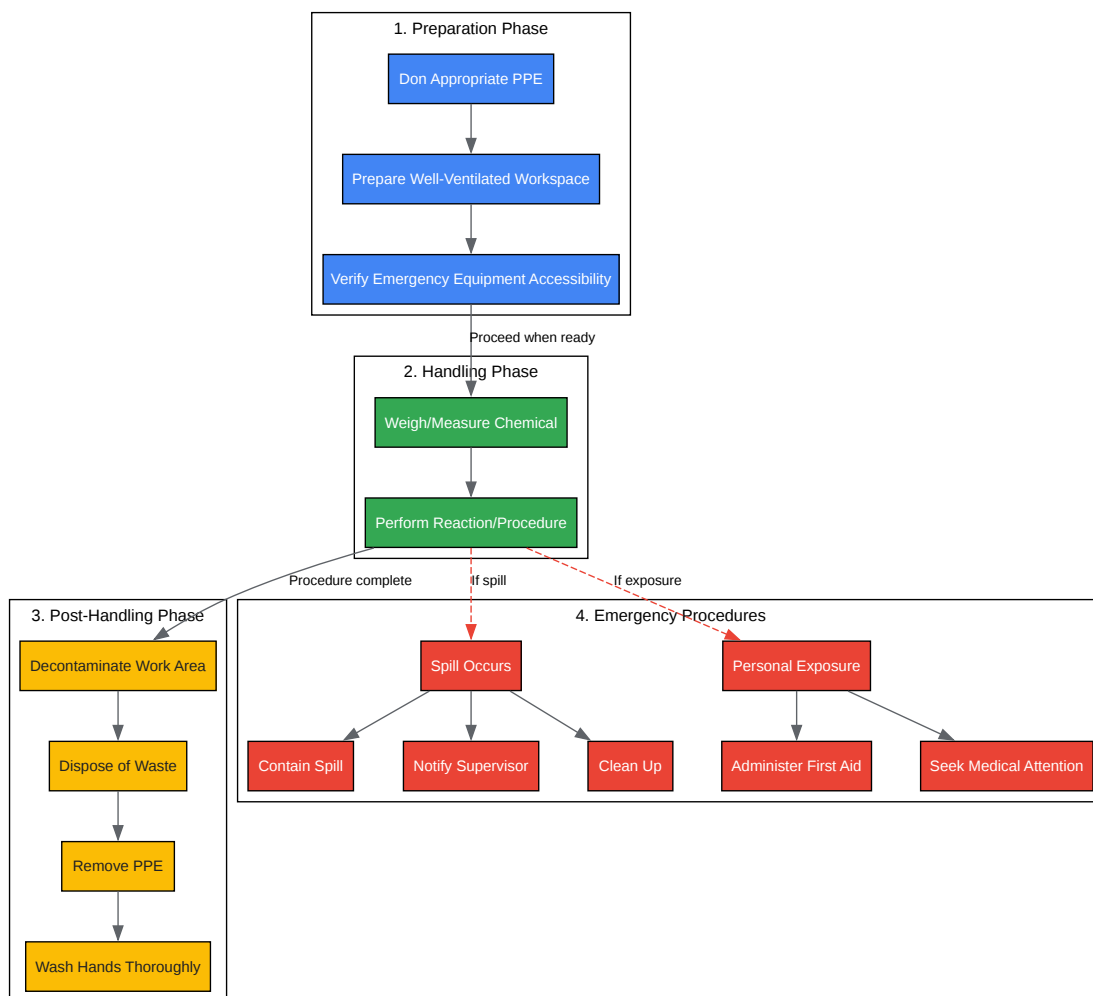 1. Preparation Phase
Don Appropriate PPE
Prepare Well-Ventilated Workspace
Verify Emergency Equipment Accessibility
Proceed when ready
2. Handling Phase
Weigh/Measure Chemical
Perform Reaction/Procedure
Procedure complete
If spill
If exposure
3. Post-Handling Phase
Decontaminate Work Area
Dispose of Waste
Remove PPE
Wash Hands Thoroughly
4. Emergency Procedures
Spill Occurs
Personal Exposure
Contain Spill
Notify Supervisor
Clean Up
Administer First Aid
Seek Medical Attention